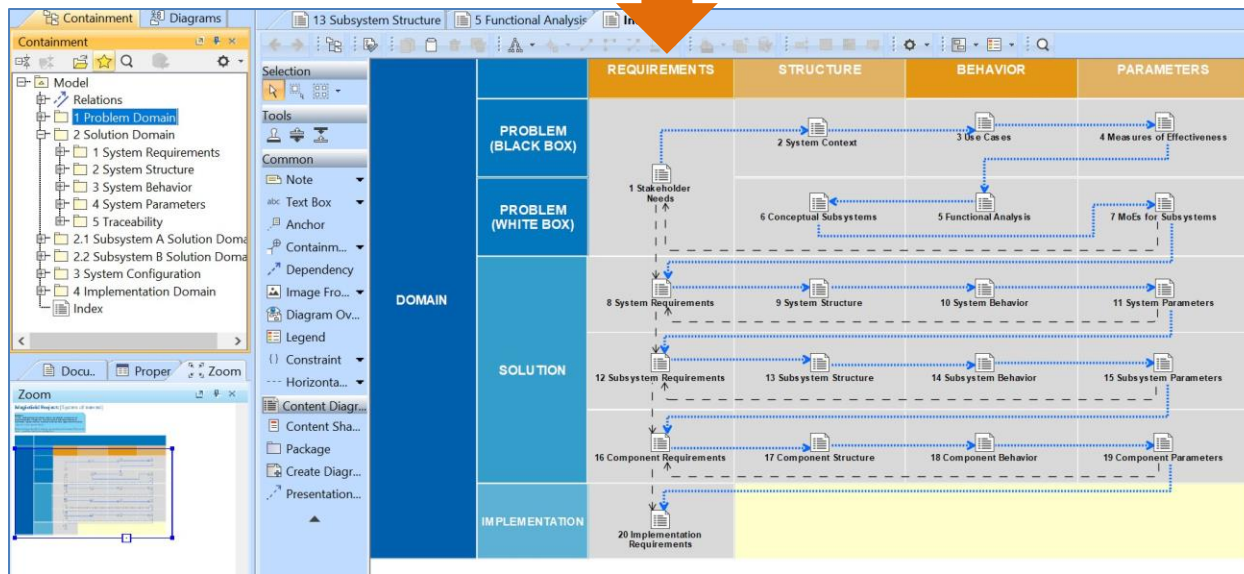 Containment
Diagrams
Containment
Model
Relations
1 Problem Domain
2 Solution Domain
1 System Requirements
2 System Structure
3 System Behavior
4 System Parameters
5 Traceability
2.1 Subsystem A Solution Doma
2.2 Subsystem B Solution Doma
3 System Configuration
4 Implementation Domain
Index
Docu..
Proper
Zoom
Zoom
13 Subsystem Structure
5 Functional Analysis
In
Selection
Tools
Common
Note
abc Text Box
Anchor
Containm...
Dependency
Image Fro...
Diagram Ov...
Legend
{} Constraint
Horizonta...
Content Diagr...
Content Sha...
Package
Create Diagr...
Presentation...
REQUIREMENTS
STRUCTURE
BEHAVIOR
PARAMETERS
DOMAIN
PROBLEM
(BLACK BOX)
2 System Context
3 Use Cases
4 Measures of Effectiveness
1 Stakeholder
Needs
PROBLEM
(WHITE BOX)
6 Conceptual Subsystems
5 Functional Analysis
7 MoEs for Subsystems
SOLUTION
8 System Requirements
9 System Structure
10 System Behavior
11 System Parameters
12 Subsystem Requirements
13 Subsystem Structure
14 Subsystem Behavior
15 Subsystem Parameters
16 Component Requirements
17 Component Structure
18 Component Behavior
19 Component Parameters
IMPLEMENTATION
20 Implementation
Requirements